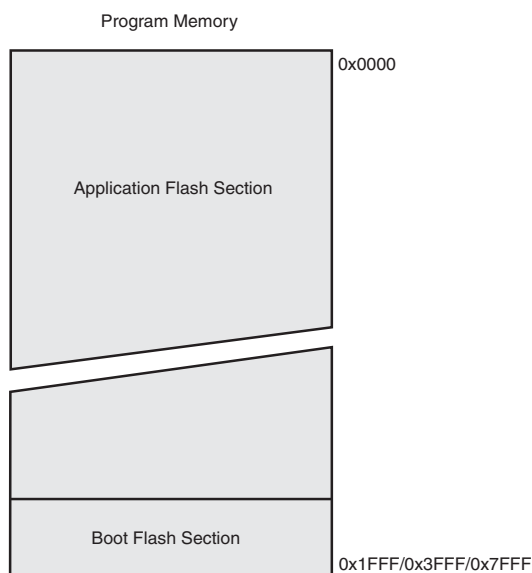 Program Memory
0x0000
Application Flash Section
Boot Flash Section
0x1FFF/0x3FFF/0x7FFF